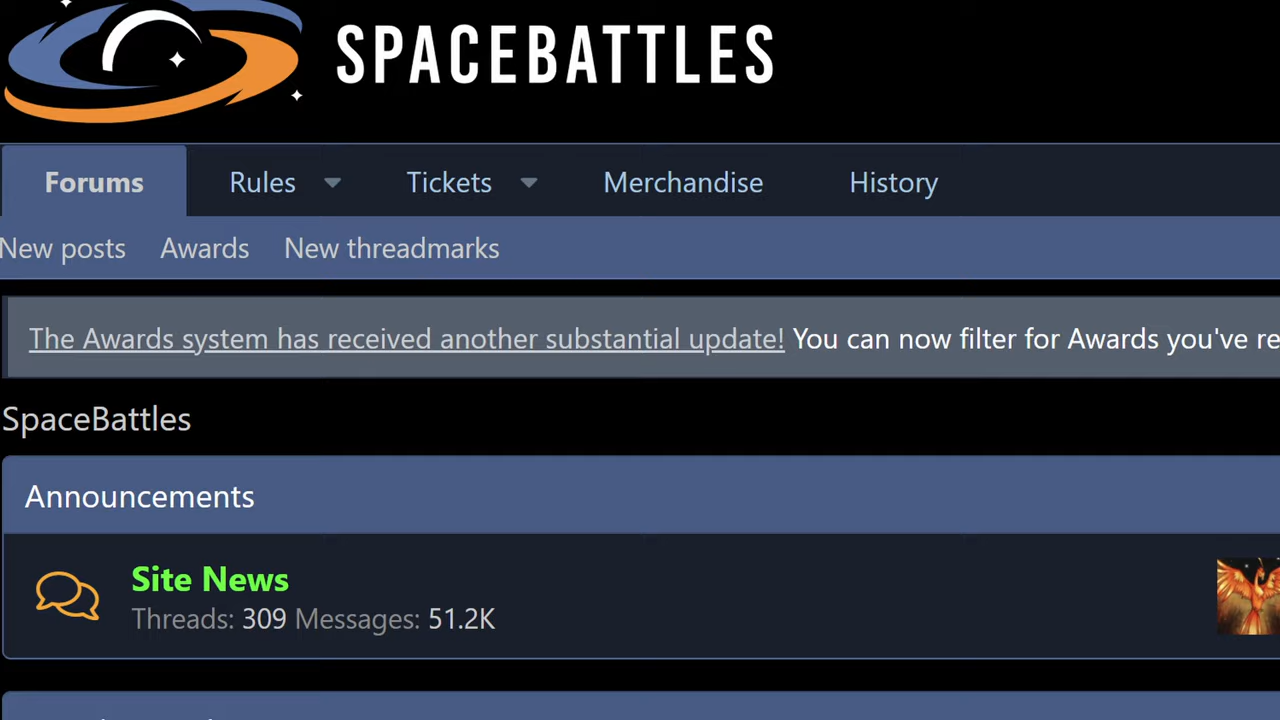 SPACEBATTLES
Forums Rules Tickets Merchandise History
New posts Awards New threadmarks
The Awards system has received another substantial update! You can now filter for Awards you've re
SpaceBattles
Announcements
Site News
Threads: 309 Messages: 51.2K